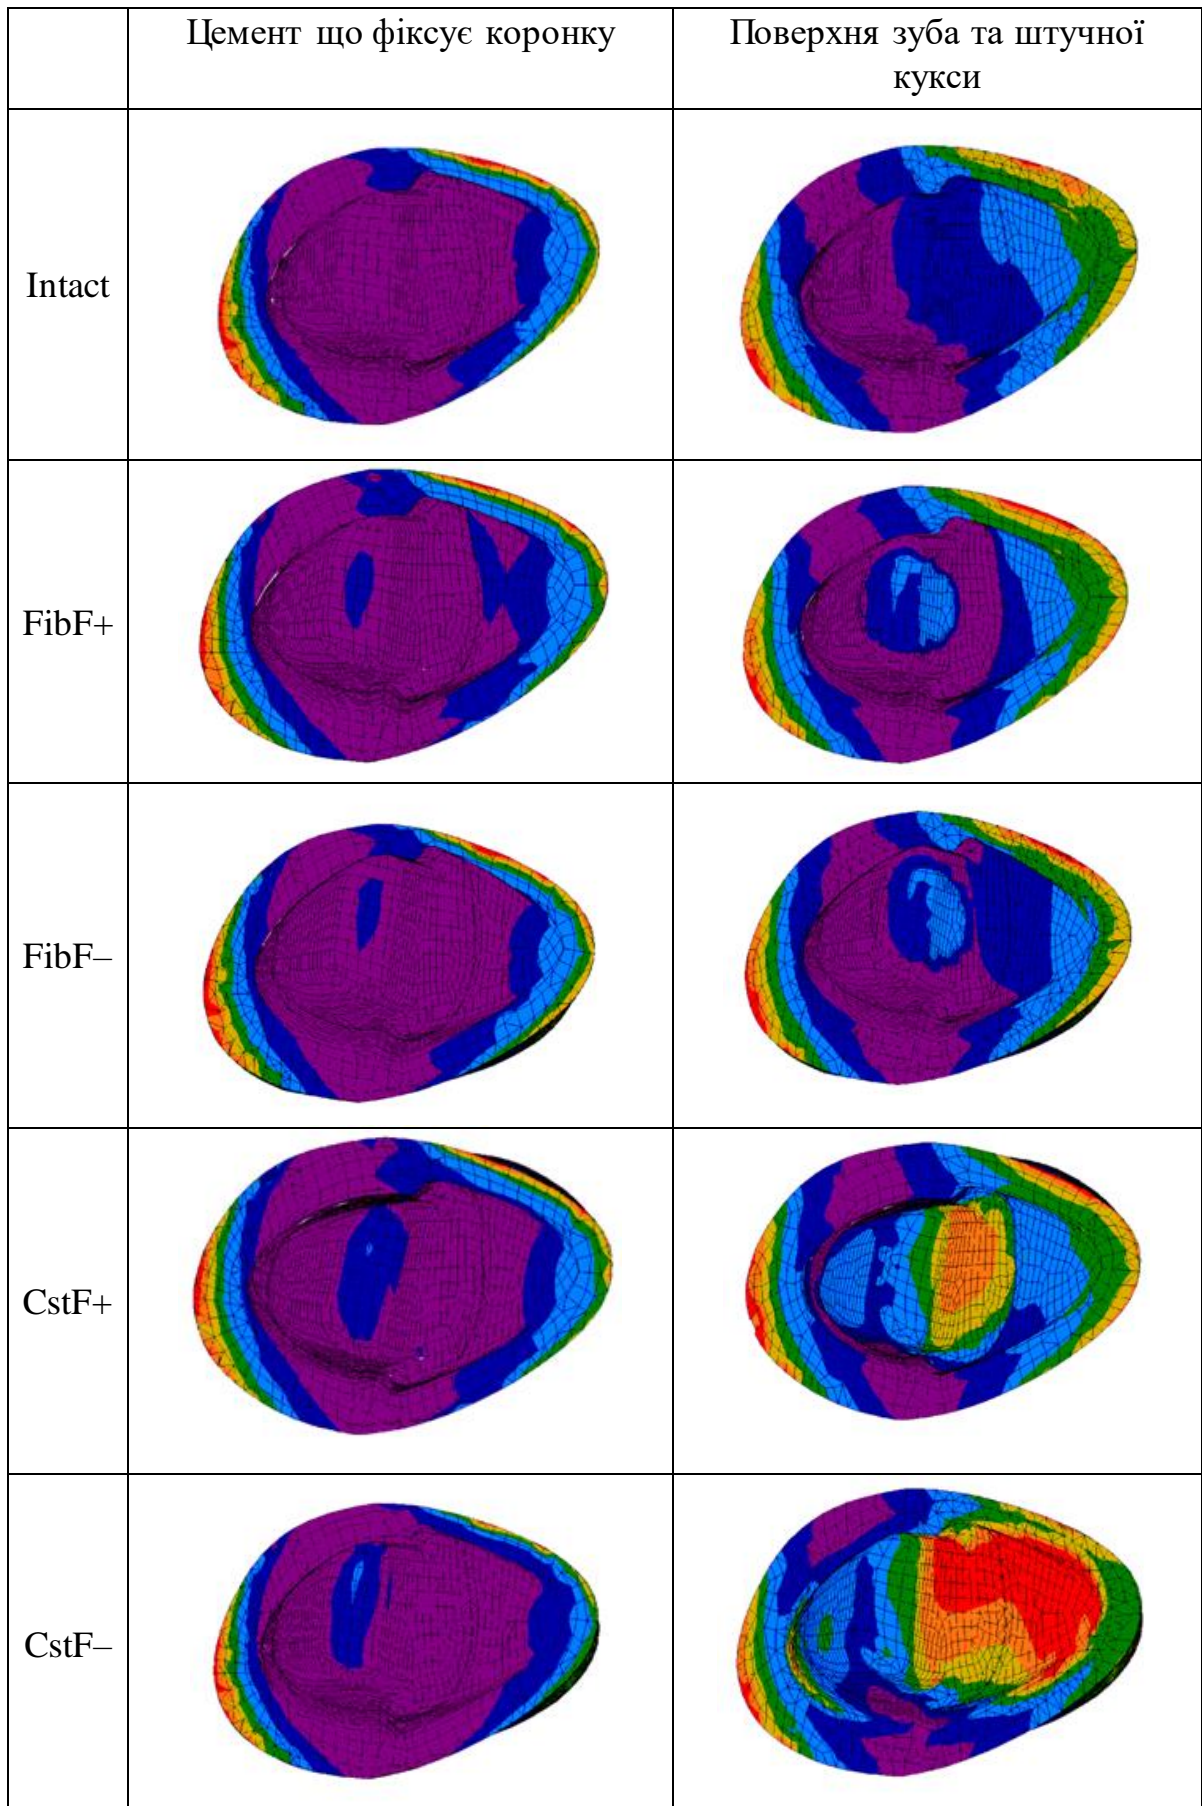 Цемент що фіксує коронку
Поверхня зуба та штучної
кукси
Intact
FibF+
FibF–
CstF+
CstF–